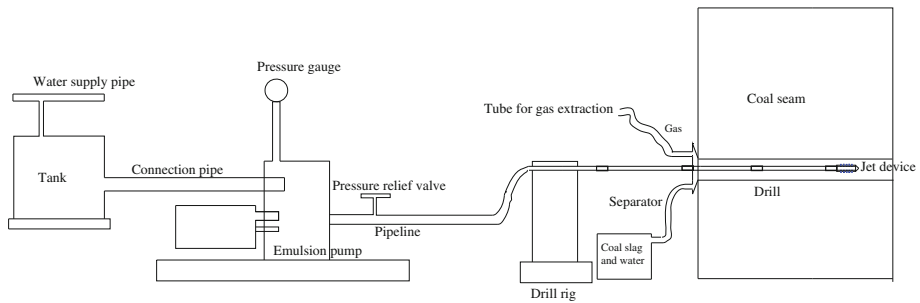 Water supply pipe
Tank
Connection pipe
Pressure gauge
Pressure relief valve
Pipeline
Emulsion pump
Tube for gas extraction
Gas
Coal seam
Jet device
Drill
Separator
Coal slag
and water
Drill rig